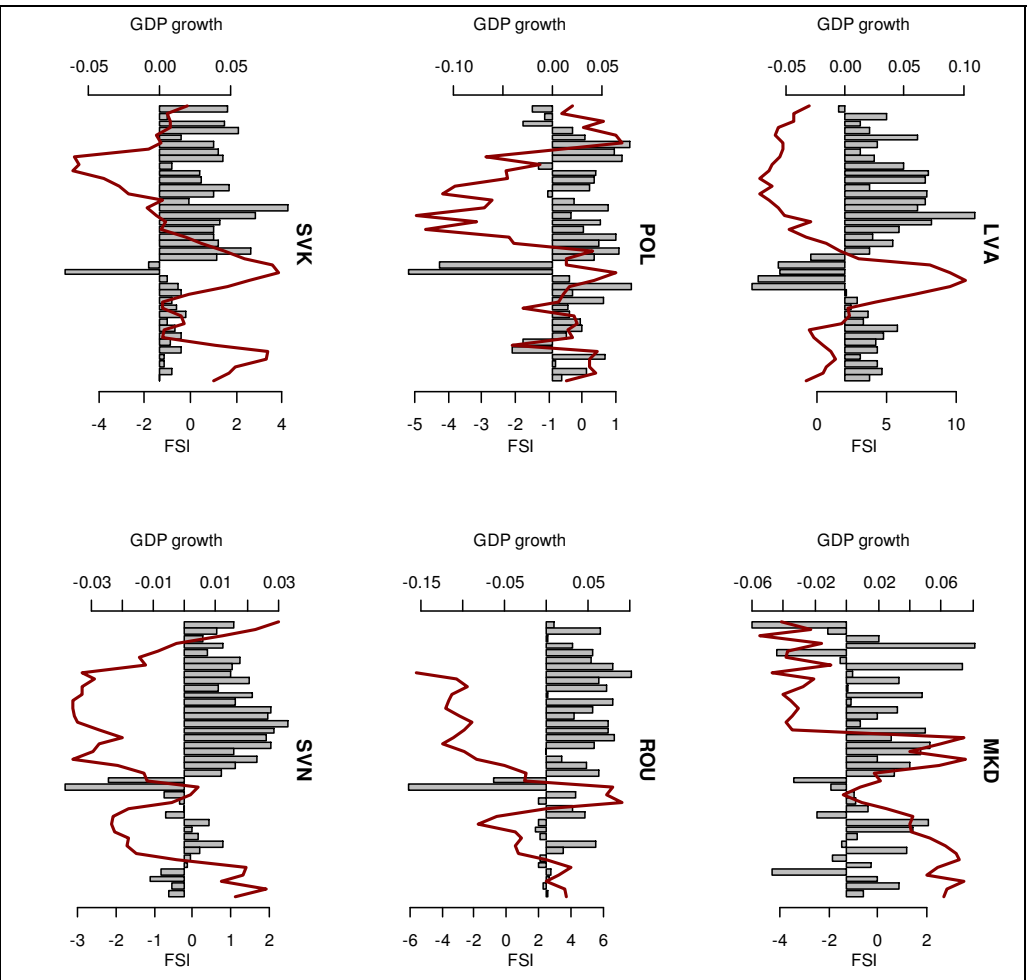 GDP growth
-0.05 0.00 0.05
SVK
-4 -2 0 2 4
FSI
GDP growth
-0.10 0.00 0.05
POL
-5 -4 -3 -2 -1 0 1
FSI
GDP growth
-0.05 0.00 0.05 0.10
LVA
0 5 10
FSI
GDP growth
-0.03 -0.01 0.01 0.03
SVN
-3 -2 -1 0 1 2
FSI
GDP growth
-0.15 -0.05 0.05
ROU
-6 -4 -2 0 2 4 6
FSI
GDP growth
-0.06 -0.02 0.02 0.06
MKD
-4 -2 0 2
FSI